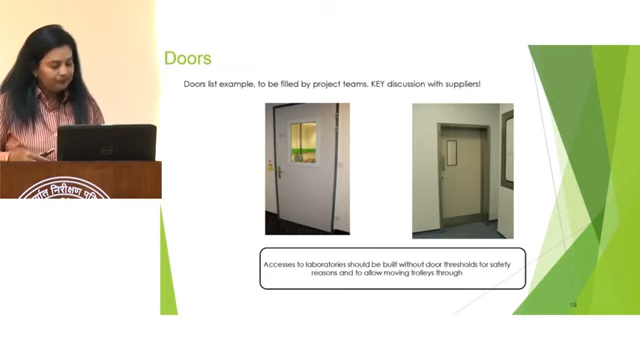 Doors
Doors list example, to be filled by project teams. KEY discussion with suppliers!
Accesses to laboratories should be built without door thresholds for safety
reasons and to allow moving trolleys through
निरीक्षण